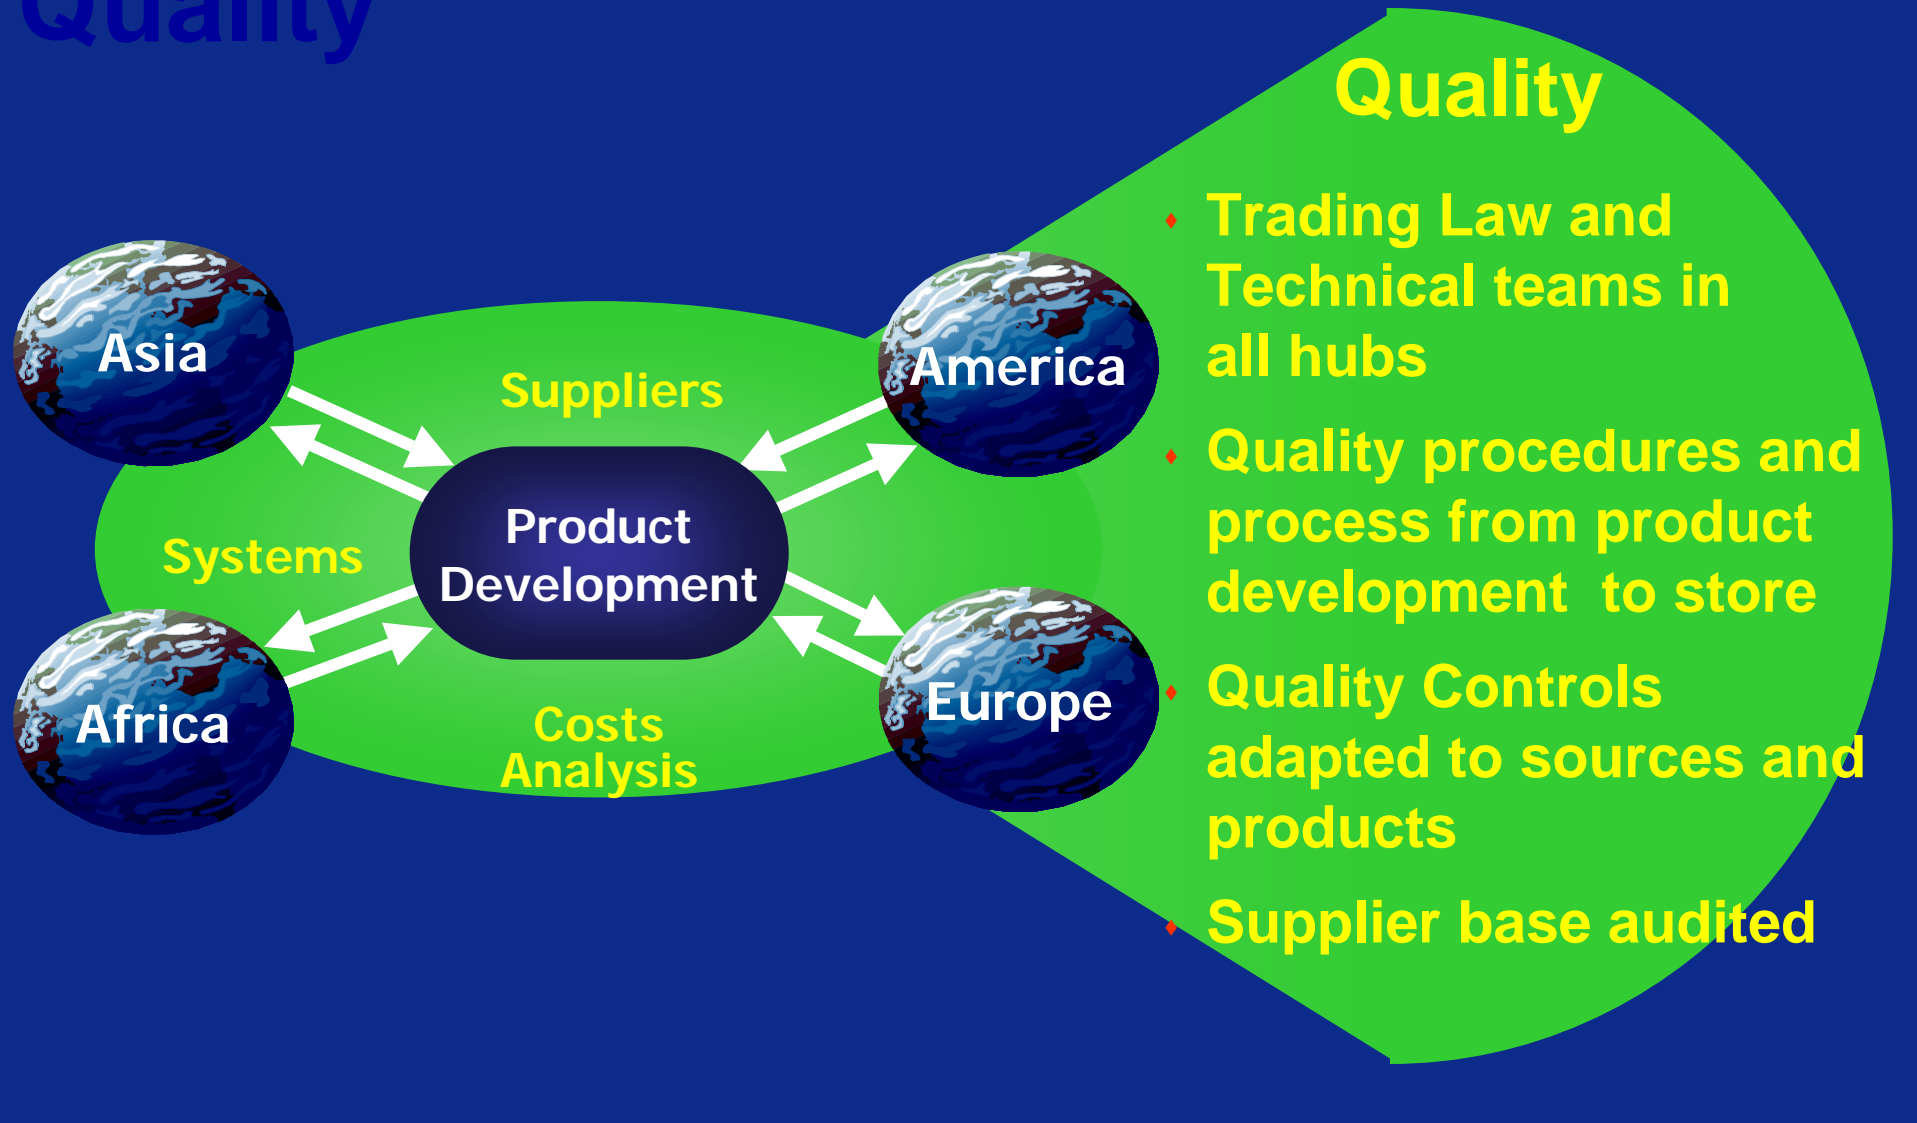 Quality
Asia
Africa
Systems
Suppliers
Product
Development
Costs
Analysis
America
Europe
Quality
Trading Law and
Technical teams in
all hubs
Quality procedures and
process from product
development  to store
Quality Controls
adapted to sources and
products
Supplier base audited